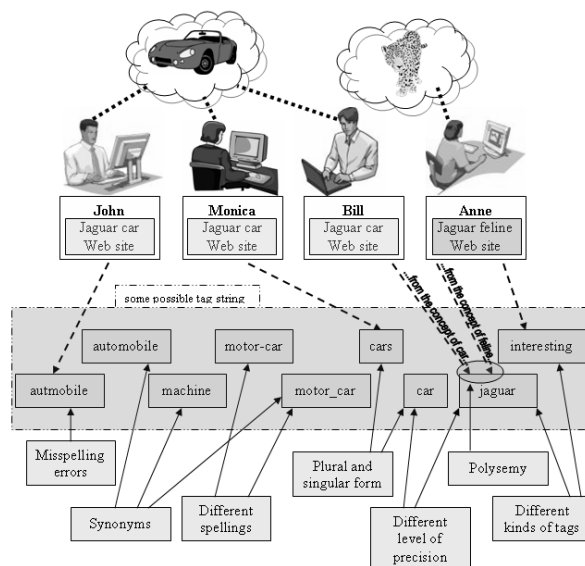 John
Jaguar car
Web site
Monica
Jaguar car
Web site
Bill
Jaguar car
Web site
Anne
Jaguar feline
Web site
...from the concept of car...
...from the concept of feline...
some possible tag string
automobile
motor-car
cars
interesting
autmobile
machine
motor_car
car
jaguar
Misspelling
errors
Synonyms
Different
spellings
Plural and
singular form
Different
level of
precision
Polysemy
Different
kinds of tags